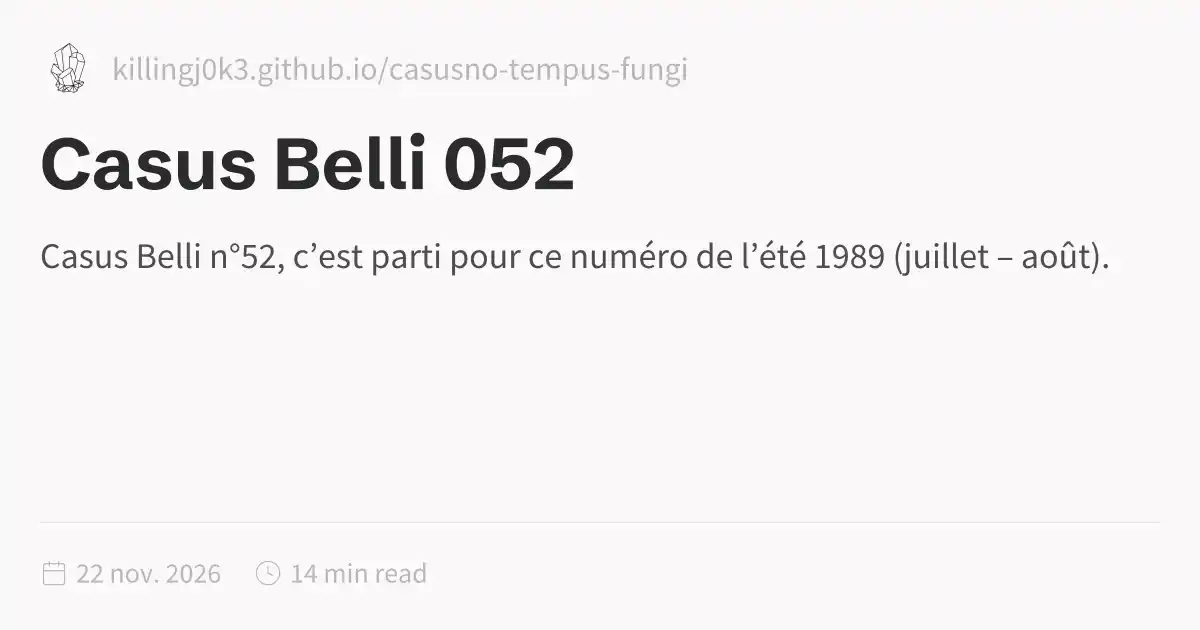 killingj0k3.github.io/casusno-tempus-fungi
Casus Belli 052
Casus Belli n°52, c’est parti pour ce numéro de l’été 1989 (juillet – août).
22 nov. 2026 14 min read